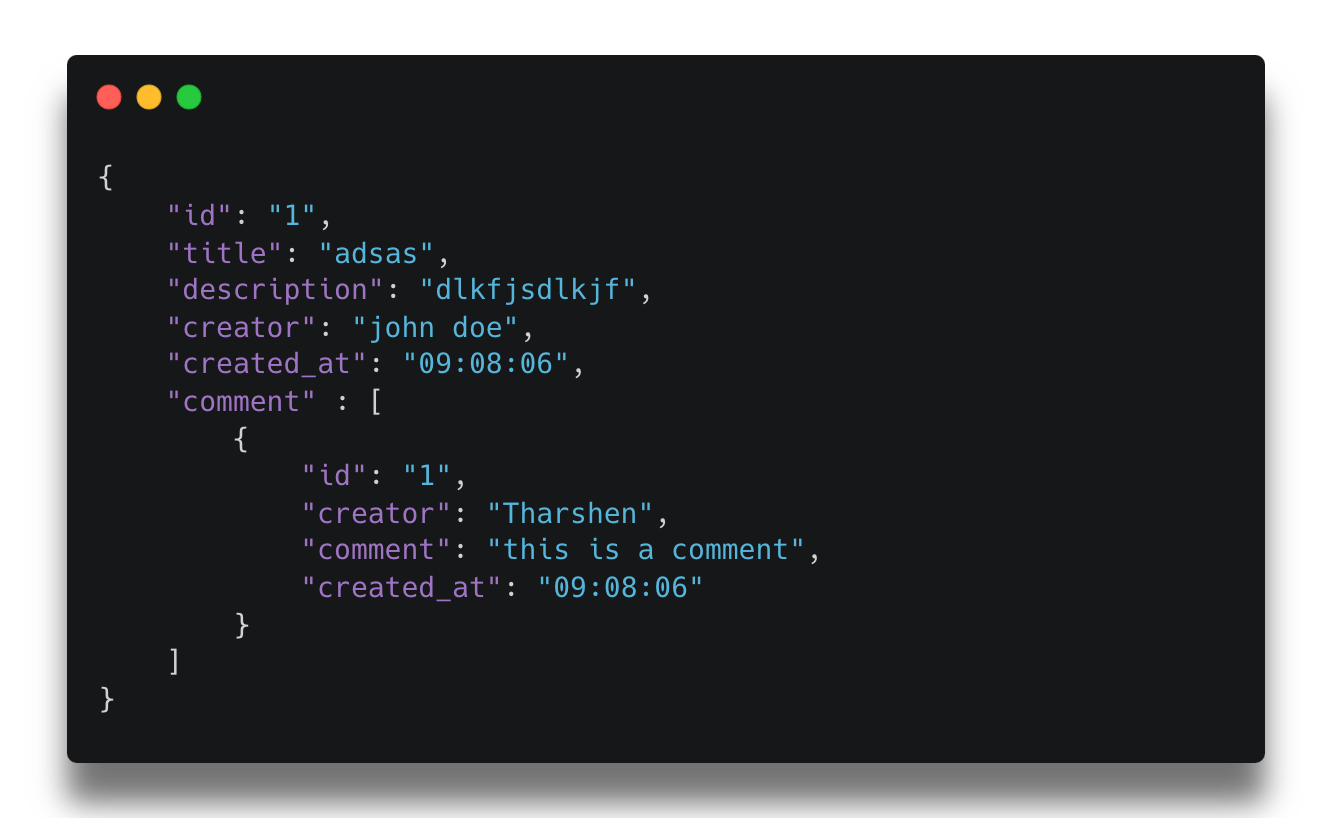 {
    "id": "1",
    "title": "adsas",
    "description": "dlkfjsdlkjf",
    "creator": "john doe",
    "created_at": "09:08:06",
    "comment" : [
        {
            "id": "1",
            "creator": "Tharshen",
            "comment": "this is a comment",
            "created_at": "09:08:06"
        }
    ]
}